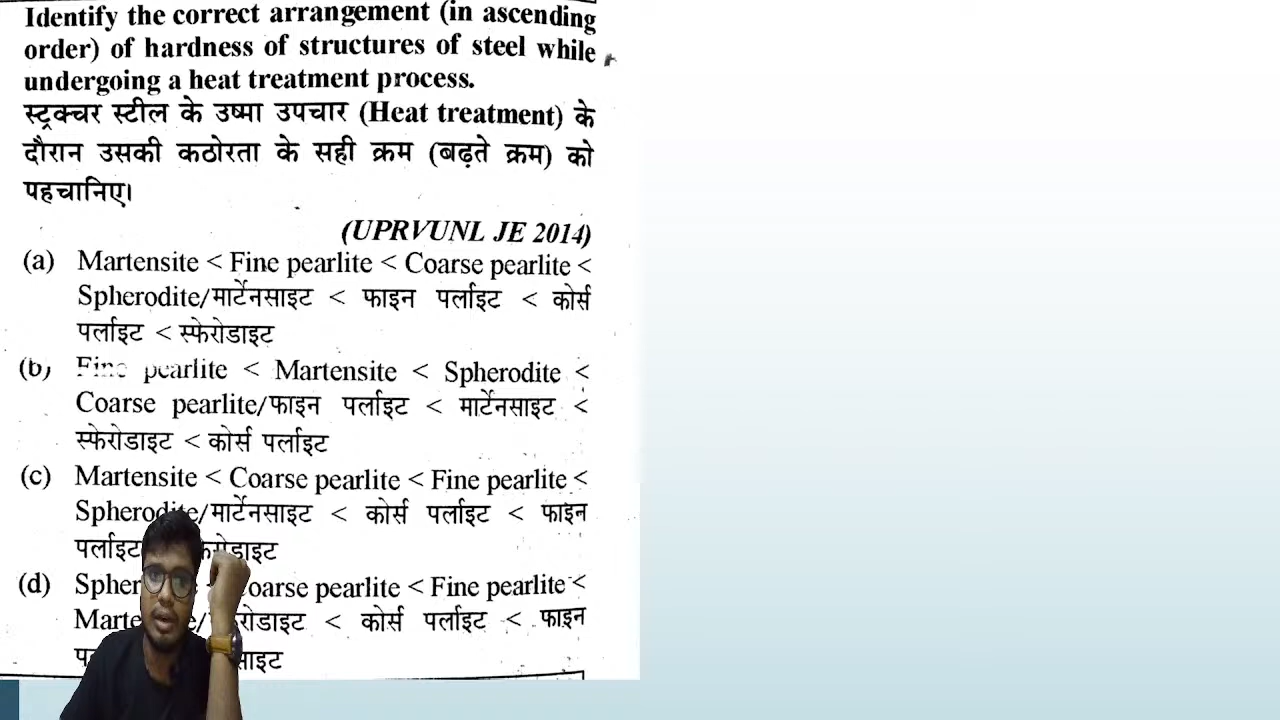 Identify the correct arrangement (in ascending
order) of hardness of structures of steel while
undergoing a heat treatment process.
स्ट्रक्चर स्टील के उष्मा उपचार (Heat treatment) के
दौरान उसकी कठोरता के सही क्रम (बढ़ते क्रम) को
पहचानिए।
(UPRVUNL JE 2014)
(a) Martensite < Fine pearlite < Coarse pearlite <
Spherodite/मार्टेनसाइट < फाइन पर्लाइट < कोर्स
पर्लाइट < स्फेरोडाइट
(b) Fine pearlite < Martensite < Spherodite <
Coarse pearlite/फाइन पर्लाइट < मार्टेनसाइट <
स्फेरोडाइट < कोर्स पर्लाइट
(c) Martensite < Coarse pearlite < Fine pearlite <
Spherodite/मार्टेनसाइट < कोर्स पर्लाइट < फाइन
पर्लाइट
(d) pearlite < Fine pearlite <
< कोर्स पर्लाइट < फाइन